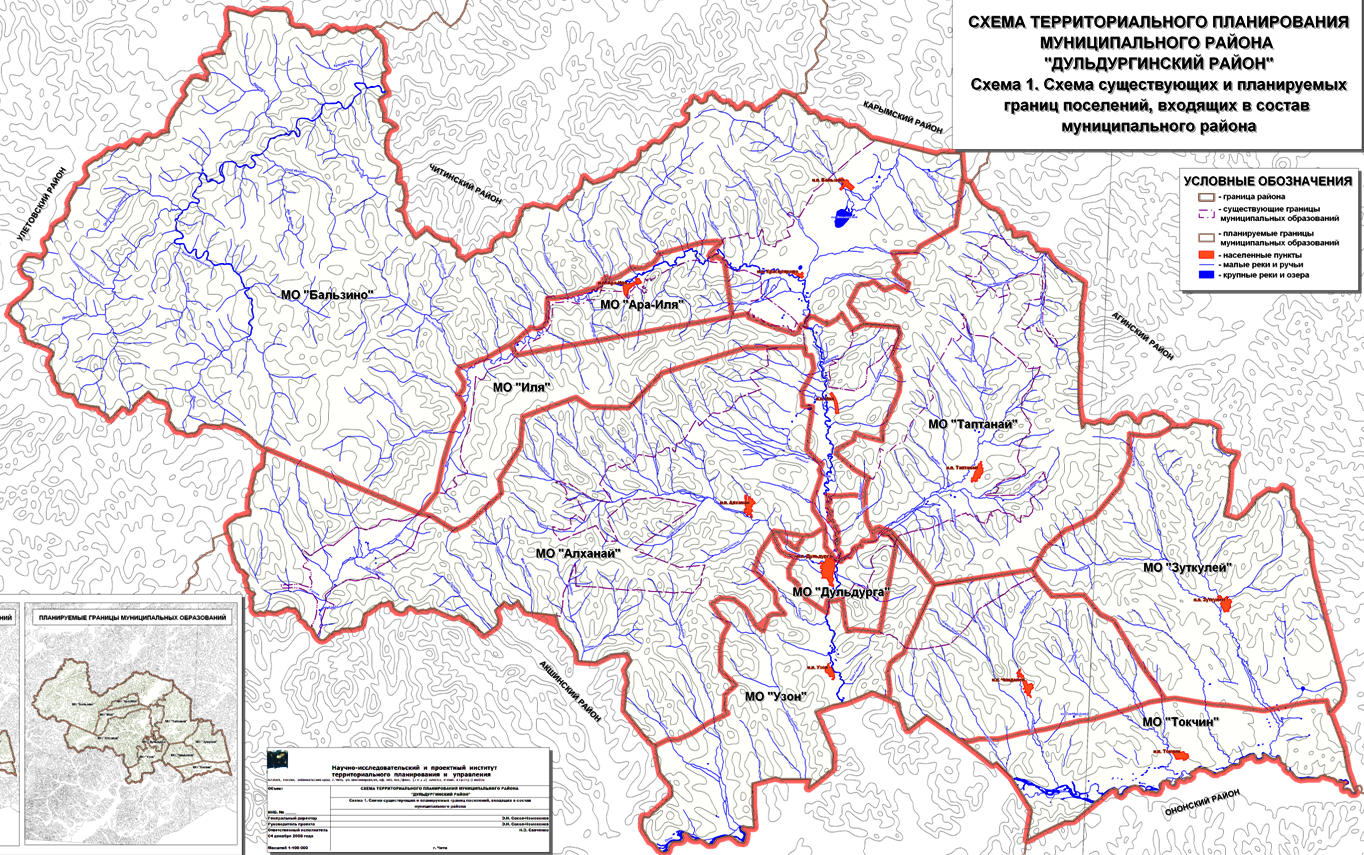 СХЕМА ТЕРРИТОРИАЛЬНОГО ПЛАНИРОВАНИЯ
МУНИЦИПАЛЬНОГО РАЙОНА
"ДУЛЬДУРГИНСКИЙ РАЙОН"
Схема 1. Схема существующих и планируемых
границ поселений, входящих в состав
муниципального района
УСЛОВНЫЕ ОБОЗНАЧЕНИЯ
- граница района
- существующие границы
муниципальных образований
- планируемые границы
муниципальных образований
- населенные пункты
- малые реки и ручьи
- крупные реки и озера
КАРЫМСКИЙ РАЙОН
ЧИТИНСКИЙ РАЙОН
УЛЕТОВСКИЙ РАЙОН
АГИНСКИЙ РАЙОН
МО "Бальзино"
МО "Ара-Иля"
МО "Иля"
МО "Таптанай"
МО "Алханай"
МО "Зуткулей"
МО "Дульдурга"
МО "Узон"
МО "Токчин"
АКШИНСКИЙ РАЙОН
ОНОНСКИЙ РАЙОН
ПЛАНИРУЕМЫЕ ГРАНИЦЫ МУНИЦИПАЛЬНЫХ ОБРАЗОВАНИЙ
Научно-исследовательский и проектный институт
территориального планирования и управления
Объект
СХЕМА ТЕРРИТОРИАЛЬНОГО ПЛАНИРОВАНИЯ МУНИЦИПАЛЬНОГО РАЙОНА
"ДУЛЬДУРГИНСКИЙ РАЙОН"
Схема 1. Схема существующих и планируемых границ поселений, входящих в состав
муниципального района
Генеральный директор
Руководитель проекта
Ответственный исполнитель
Масштаб 1:100 000
г. Чита